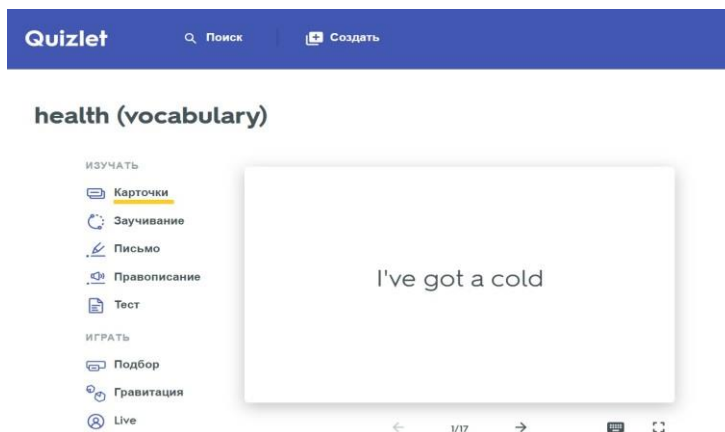 Quizlet Поиск Создать
health (vocabulary)
ИЗУЧАТЬ
Карточки
Заучивание
Письмо
Правописание
Тест
ИГРАТЬ
Подбор
Гравитация
Live
I've got a cold
1/17